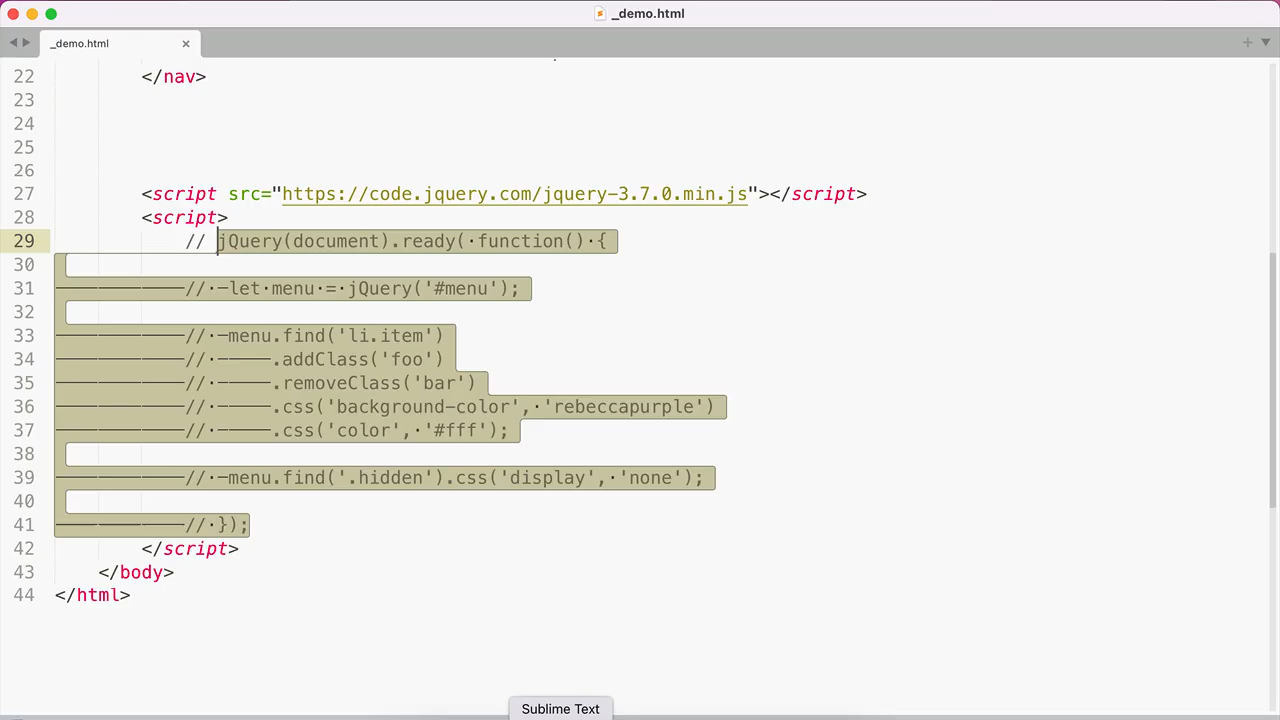 _demo.html
_demo.html
22 </nav>
23
24
25
26
27 <script src="https://code.jquery.com/jquery-3.7.0.min.js"></script>
28 <script>
29 // jQuery(document).ready( function() {
30
31 // let menu = jQuery('#menu');
32
33 // menu.find('li.item')
34 // .addClass('foo')
35 // .removeClass('bar')
36 // .css('background-color', 'rebeccapurple')
37 // .css('color', '#fff');
38
39 // menu.find('.hidden').css('display', 'none');
40
41 // });
42 </script>
43 </body>
44 </html>
Sublime Text